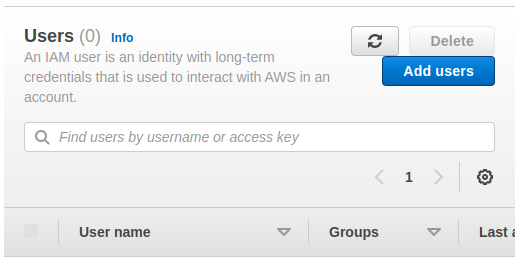 Users (0) Info
Delete
An IAM user is an identity with long-term
credentials that is used to interact with AWS in an
account.
Add users
Find users by username or access key
1
User name
Groups
Last a